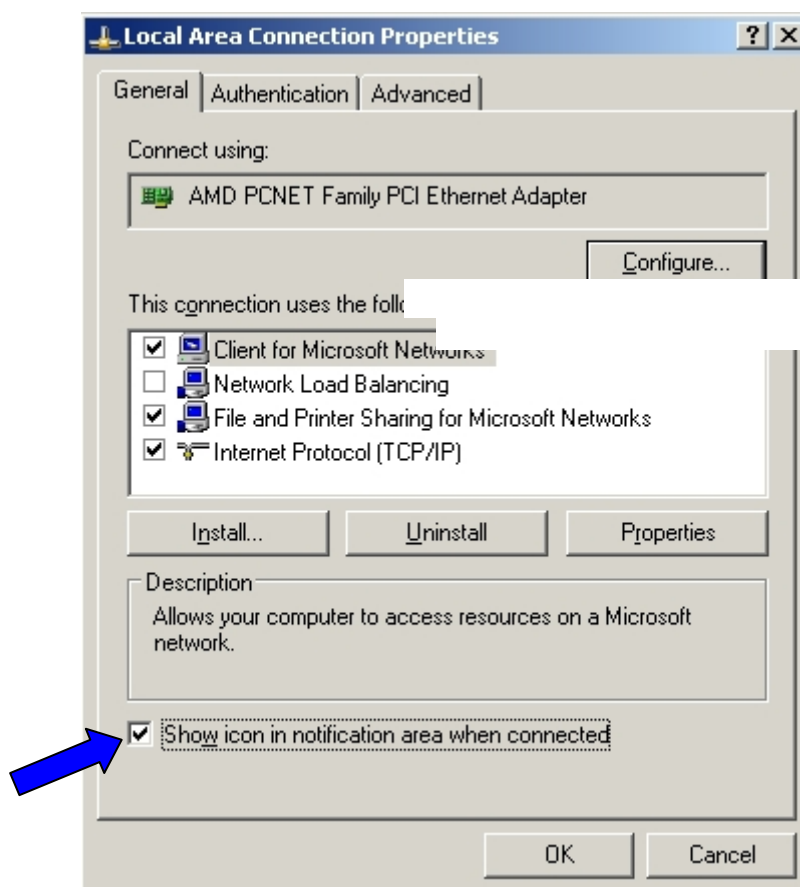 Local Area Connection Properties
General Authentication Advanced
Connect using:
AMD PCNET Family PCI Ethernet Adapter
Configure...
This connection uses the follo
Client for Microsoft Networks
Network Load Balancing
File and Printer Sharing for Microsoft Networks
Internet Protocol (TCP/IP)
Install... Uninstall Properties
Description
Allows your computer to access resources on a Microsoft
network.
Show icon in notification area when connected
OK Cancel